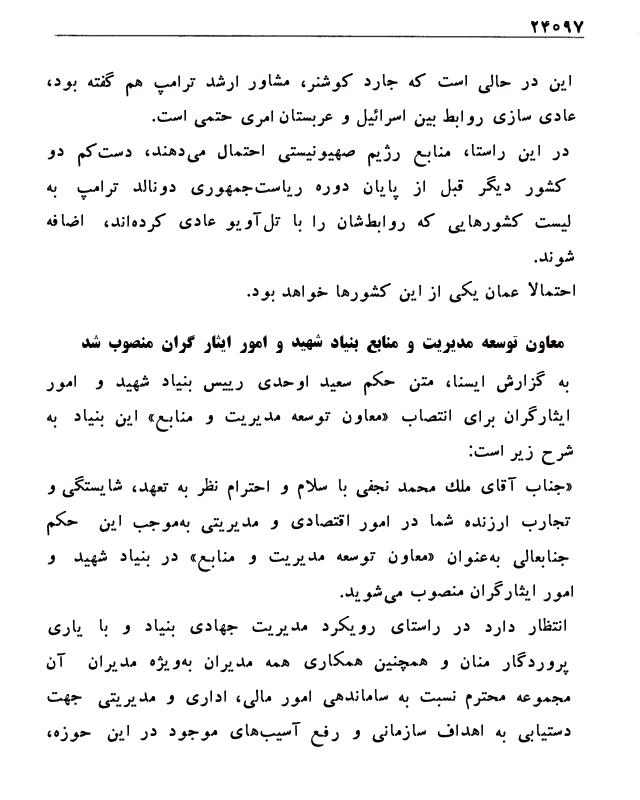 ۲۴۰۹۷
این در حالی است که جارد کوشنر، مشاور ارشد ترامپ هم گفته بود،
عادی سازی روابط بین اسرائیل و عربستان امری حتمی است.
در این راستا، منابع رژیم صهیونیستی احتمال می‌دهند، دست‌کم دو
کشور دیگر قبل از پایان دوره ریاست‌جمهوری دونالد ترامپ به
لیست کشورهایی که روابط‌شان را با تل‌آویو عادی کرده‌اند، اضافه
شوند.
احتمالا عمان یکی از این کشورها خواهد بود.
معاون توسعه مدیریت و منابع بنیاد شهید و امور ایثار گران منصوب شد
به گزارش ایسنا، متن حکم سعید اوحدی رییس بنیاد شهید و امور
ایثارگران برای انتصاب «معاون توسعه مدیریت و منابع» این بنیاد به
شرح زیر است:
«جناب آقای ملك محمد نجفی با سلام و احترام نظر به تعهد، شایستگی و
تجارب ارزنده شما در امور اقتصادی و مدیریتی به‌موجب این حکم
جنابعالی به‌عنوان «معاون توسعه مدیریت و منابع» در بنیاد شهید و
امور ایثارگران منصوب می‌شوید.
انتظار دارد در راستای رویکرد مدیریت جهادی بنیاد و با یاری
پروردگار منان و همچنین همکاری همه مدیران به‌ویژه مدیران آن
مجموعه محترم نسبت به ساماندهی امور مالی، اداری و مدیریتی جهت
دستیابی به اهداف سازمانی و رفع آسیب‌های موجود در این حوزه،